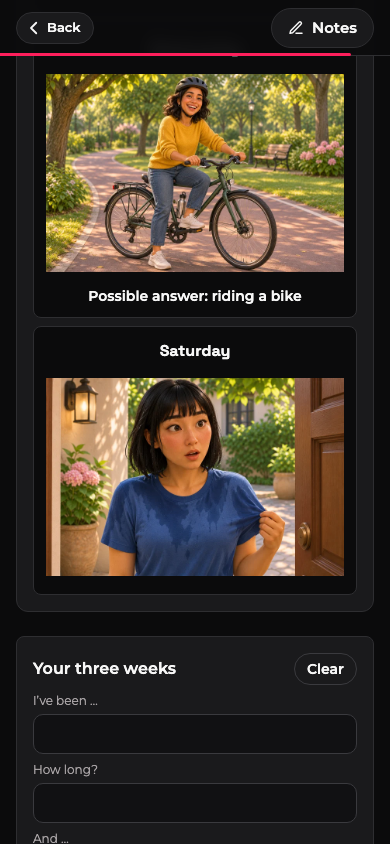 Back
Notes
Possible answer: riding a bike
Saturday
Your three weeks
Clear
I've been ...
How long?
And ...